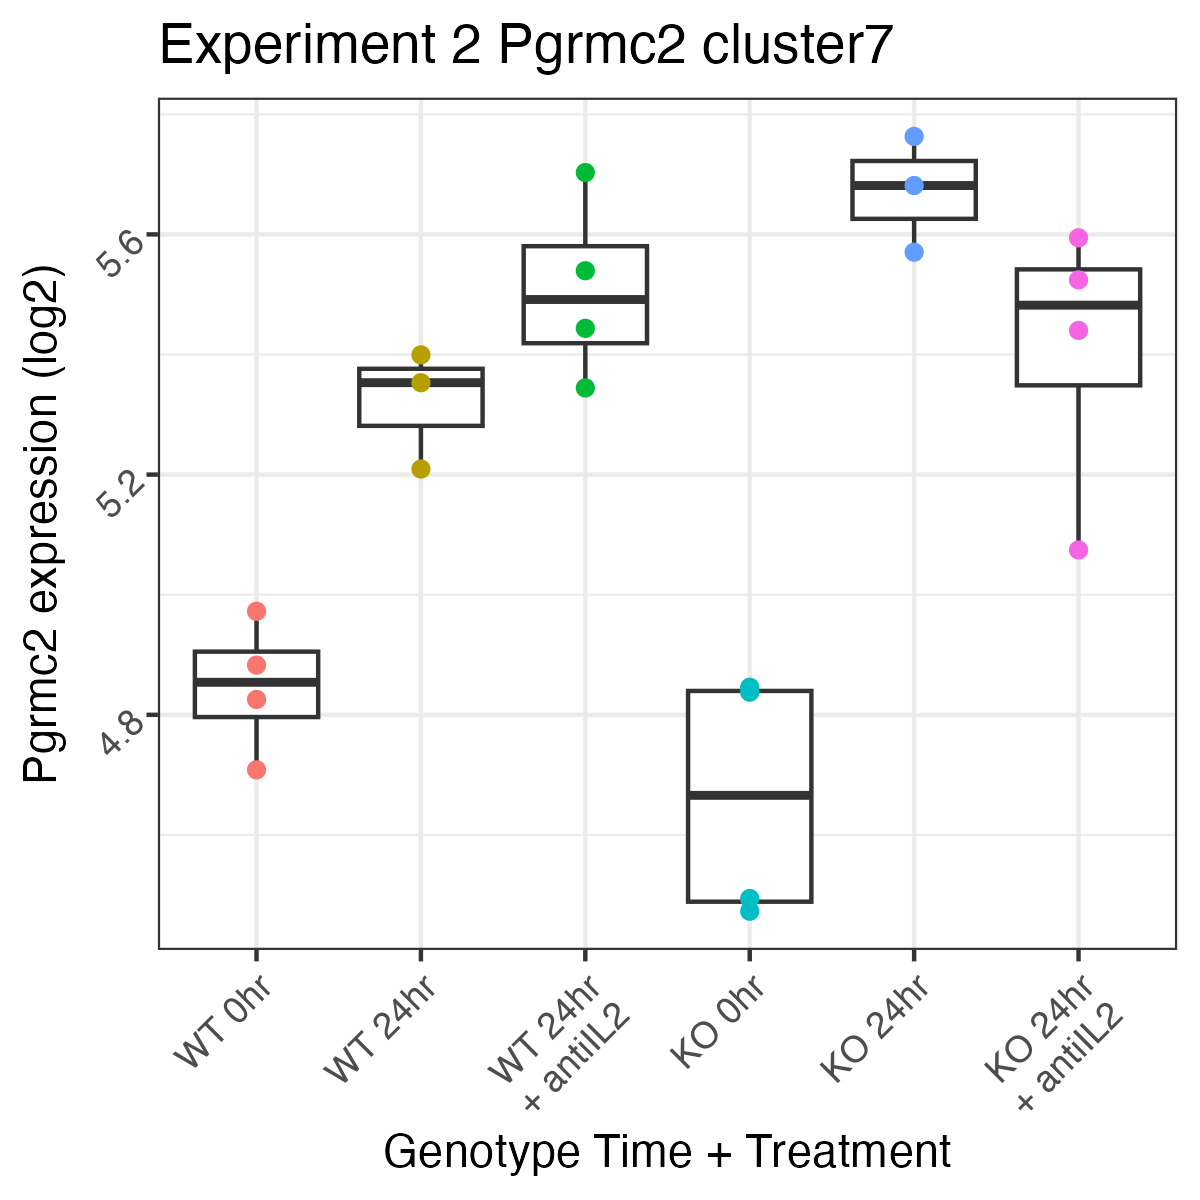 Experiment 2 Pgrmc2 cluster7
Pgrmc2 expression (log2)
5.6
5.2
4.8
WT 0hr
WT 24hr
WT 24hr
+ antiIL2
KO 0hr
KO 24hr
KO 24hr
+ antiIL2
Genotype Time + Treatment